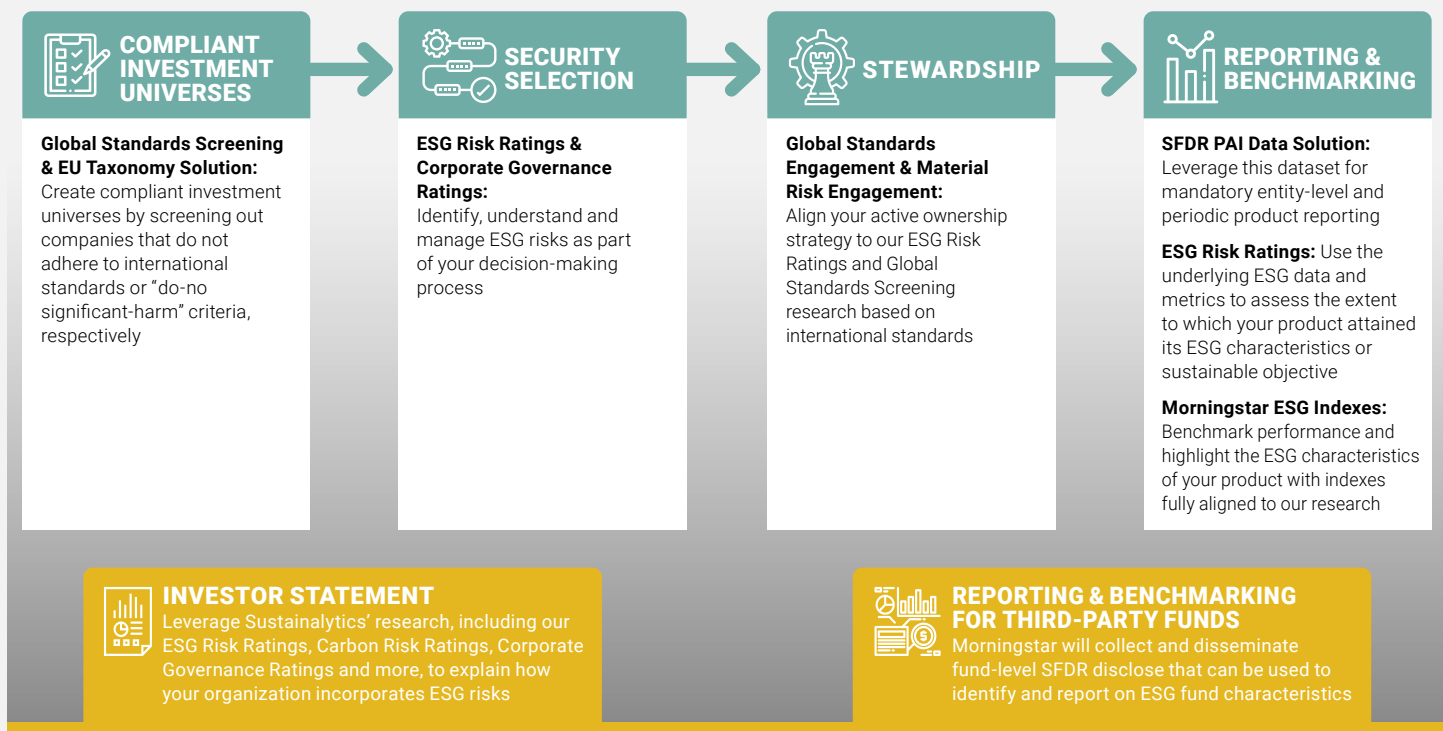 COMPLIANT
INVESTMENT
UNIVERSES
Global Standards Screening
& EU Taxonomy Solution:
Create compliant investment
universes by screening out
companies that do not
adhere to international
standards or “do-no
significant-harm” criteria,
respectively
SECURITY
SELECTION
ESG Risk Ratings &
Corporate Governance
Ratings:
Identify, understand and
manage ESG risks as part
of your decision-making
process
STEWARDSHIP
Global Standards
Engagement & Material
Risk Engagement:
Align your active ownership
strategy to our ESG Risk
Ratings and Global
Standards Screening
research based on
international standards
REPORTING &
BENCHMARKING
SFDR PAI Data Solution:
Leverage this dataset for
mandatory entity-level and
periodic product reporting
ESG Risk Ratings: Use the
underlying ESG data and
metrics to assess the extent
to which your product attained
its ESG characteristics or
sustainable objective
Morningstar ESG Indexes:
Benchmark performance and
highlight the ESG characteristics
of your product with indexes
fully aligned to our research
INVESTOR STATEMENT
Leverage Sustainalytics’ research, including our
ESG Risk Ratings, Carbon Risk Ratings, Corporate
Governance Ratings and more, to explain how
your organization incorporates ESG risks
REPORTING & BENCHMARKING
FOR THIRD-PARTY FUNDS
Morningstar will collect and disseminate
fund-level SFDR disclose that can be used to
identify and report on ESG fund characteristics